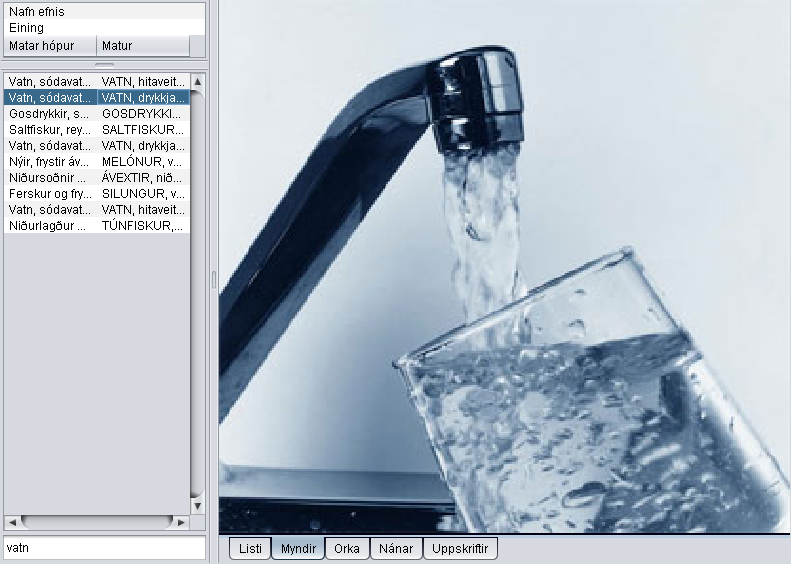 Nafn efnis
Eining
Matar hópur Matur
Vatn, sódavat... VATN, hitaveit...
Vatn, sódavat... VATN, drykkja...
Gosdrykkir, s... GOSDRYKKI...
Saltfiskur, rey... SALTFISKUR...
Vatn, sódavat... VATN, drykkja...
Nýir, frystir áv... MELÓNUR, v...
Niðursoðnir ... ÁVEXTIR, nið...
Ferskur og fry... SILUNGUR, v...
Vatn, sódavat... VATN, hitaveit...
Niðurlagður ... TÚNFISKUR,...
vatn
Listi Myndir Orka Nánar Uppskriftir